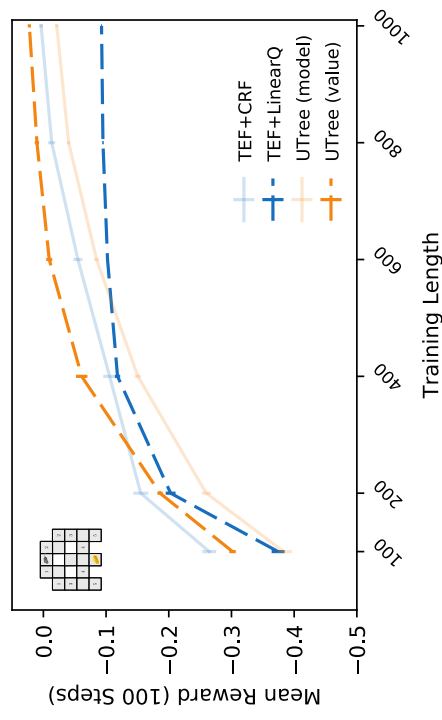 Mean Reward (100 Steps)
0.0
−0.1
−0.2
−0.3
−0.4
−0.5
100
200
400
600
800
1000
Training Length
TEF+CRF
TEF+LinearQ
UTree (model)
UTree (value)